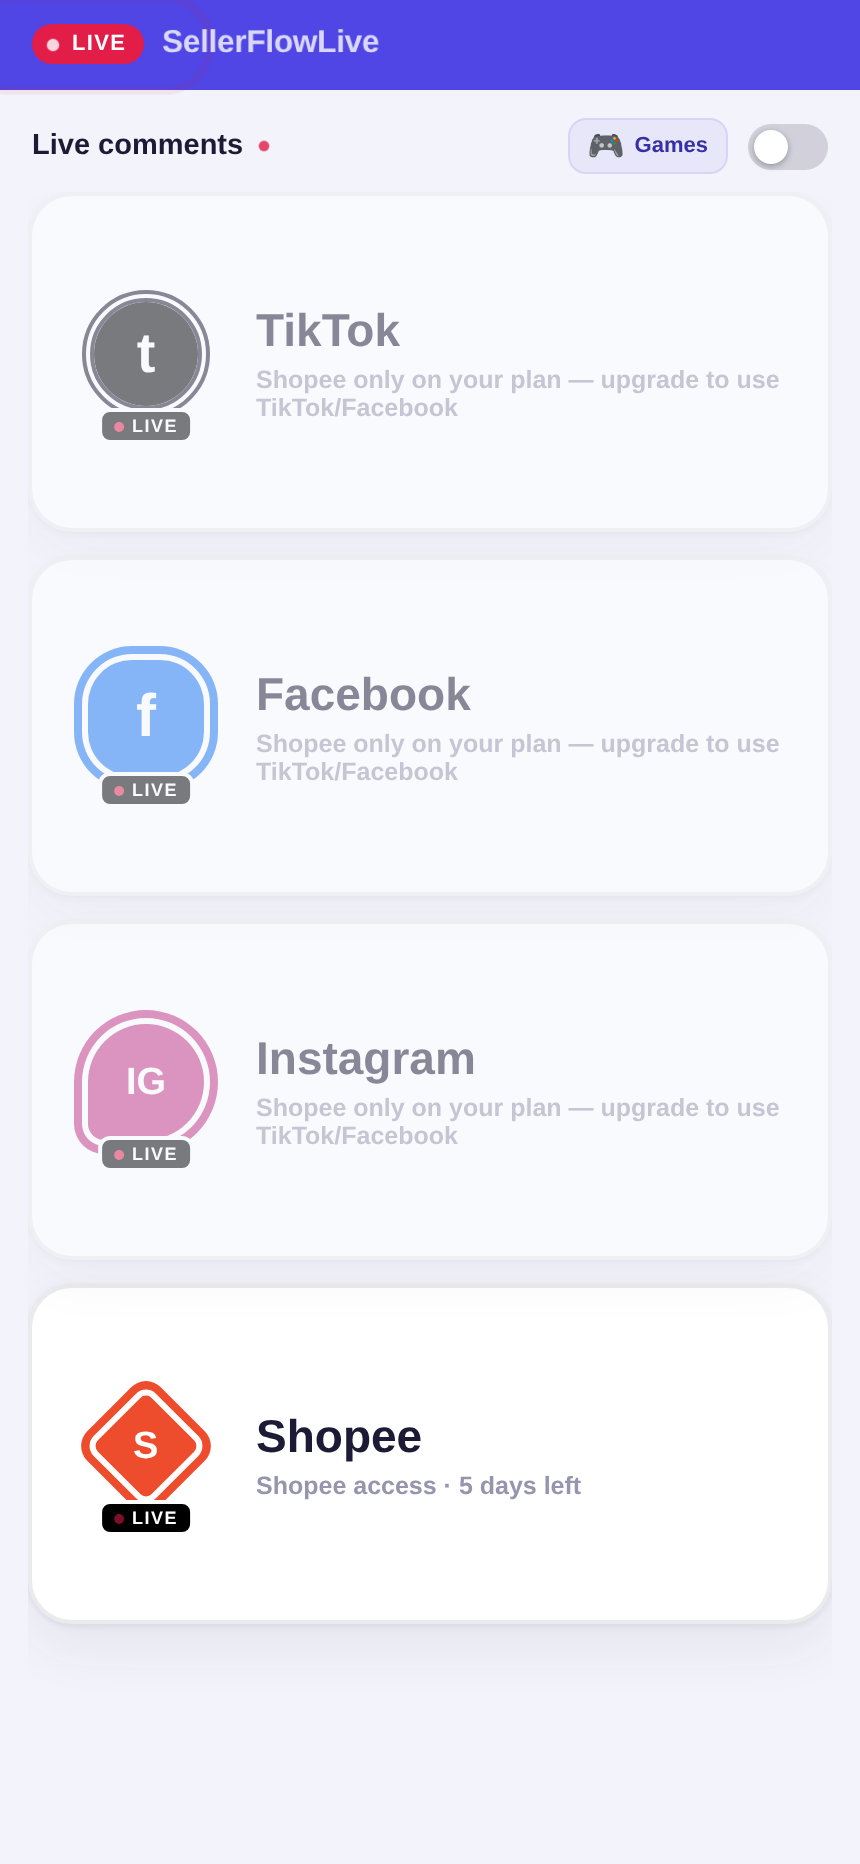 LIVE SellerFlowLive
Live comments
Games
t
LIVE
TikTok
Shopee only on your plan — upgrade to use
TikTok/Facebook
f
LIVE
Facebook
Shopee only on your plan — upgrade to use
TikTok/Facebook
IG
LIVE
Instagram
Shopee only on your plan — upgrade to use
TikTok/Facebook
S
LIVE
Shopee
Shopee access · 5 days left